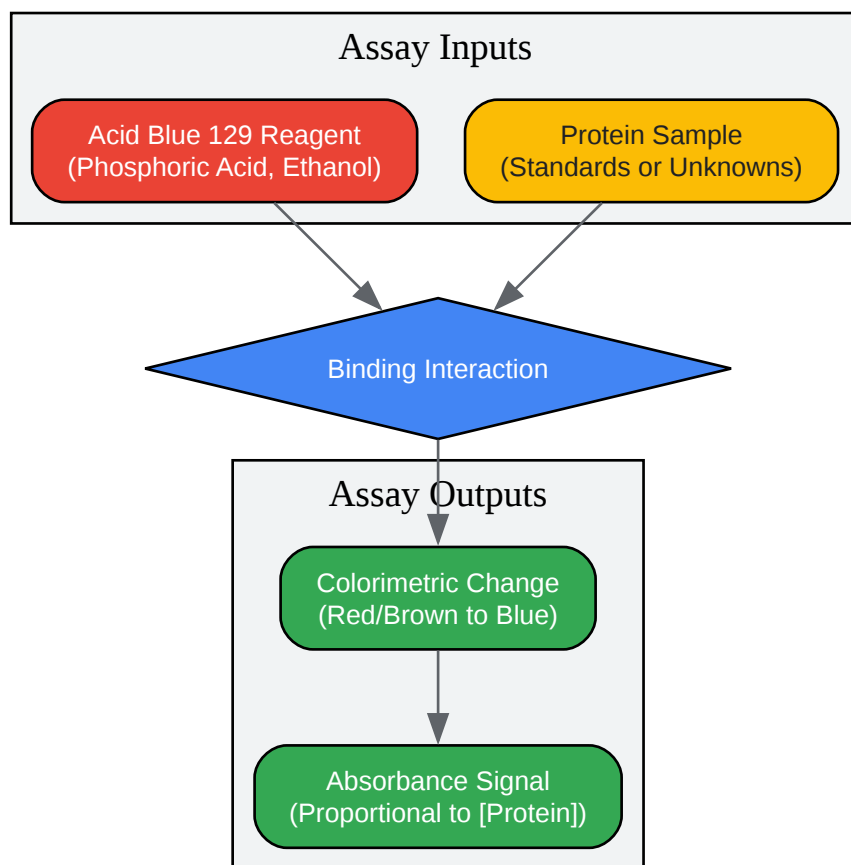 Assay Inputs
Acid Blue 129 Reagent
(Phosphoric Acid, Ethanol)
Protein Sample
(Standards or Unknowns)
Binding Interaction
Assay Outputs
Colorimetric Change
(Red/Brown to Blue)
Absorbance Signal
(Proportional to [Protein])